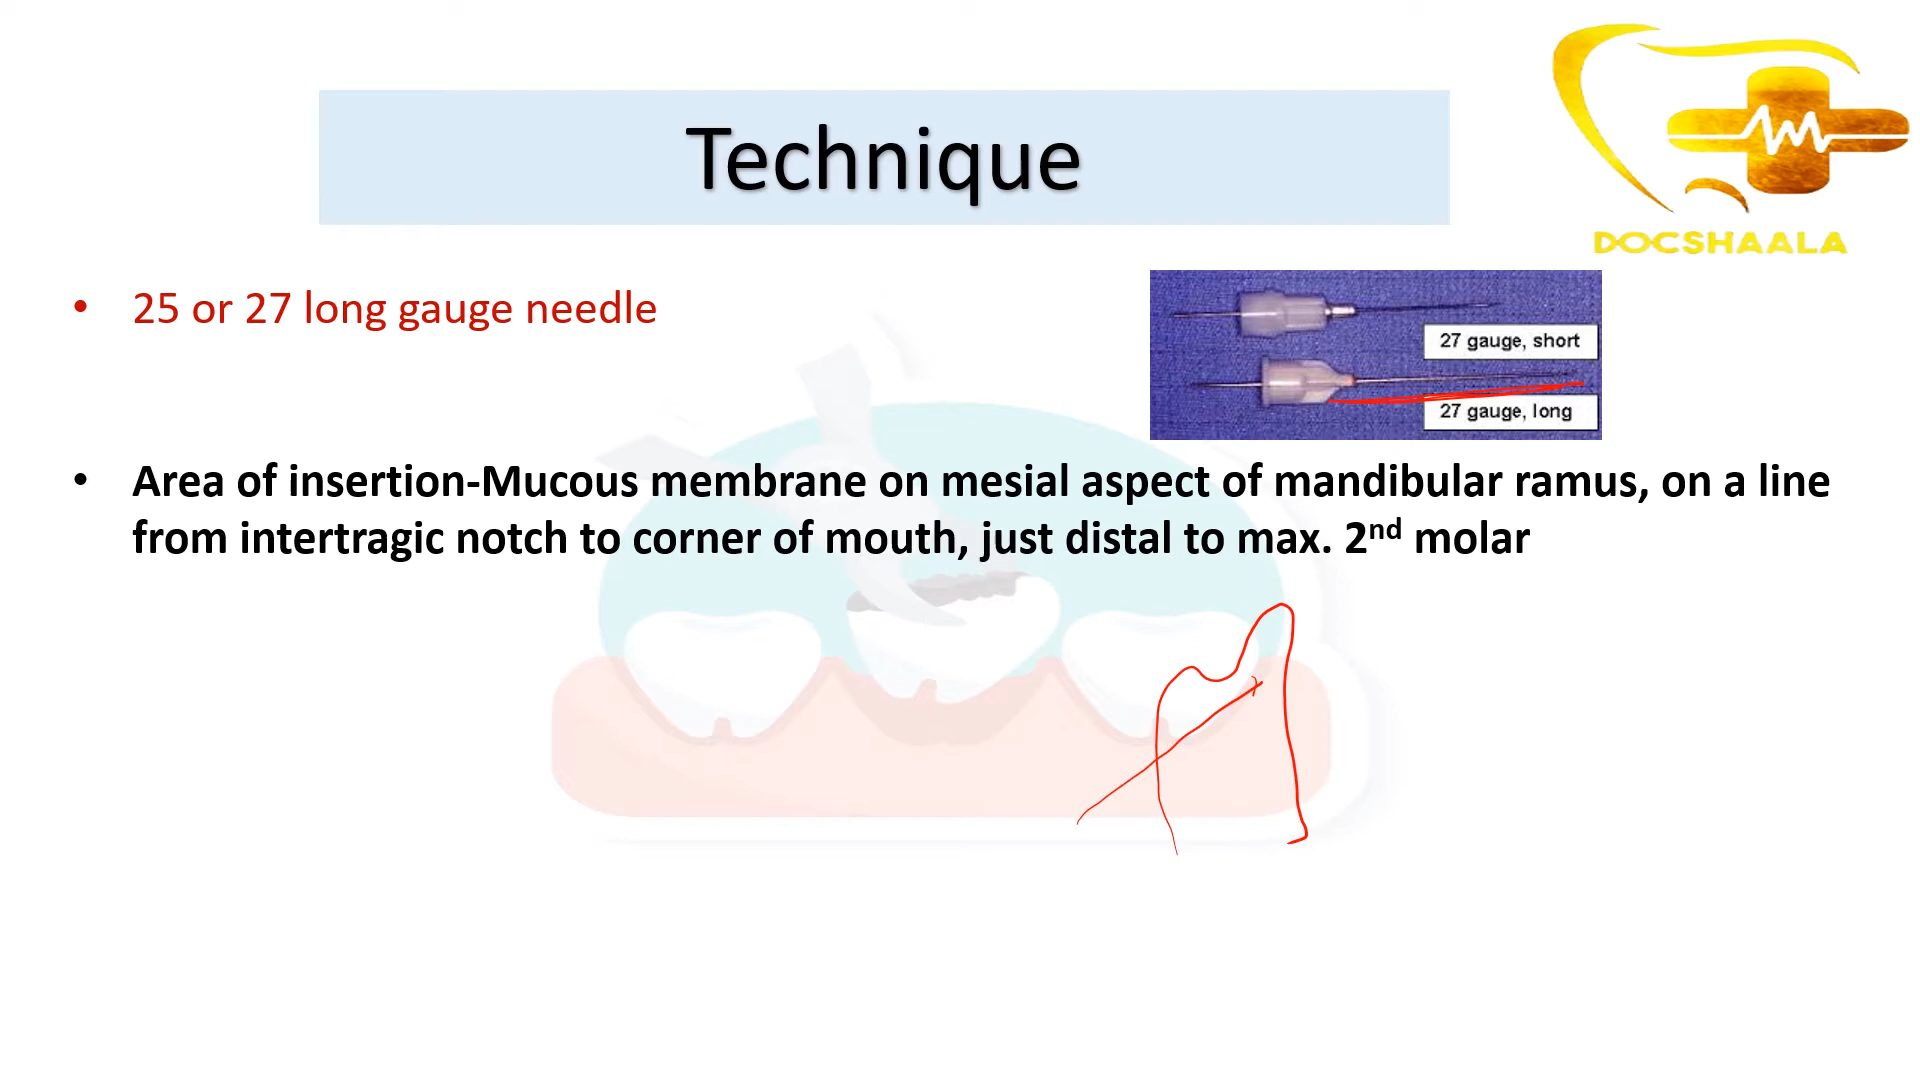 Technique
DOCSHAALA
• 25 or 27 long gauge needle
27 gauge, short
27 gauge, long
• Area of insertion-Mucous membrane on mesial aspect of mandibular ramus, on a line
from intertragic notch to corner of mouth, just distal to max. 2nd molar